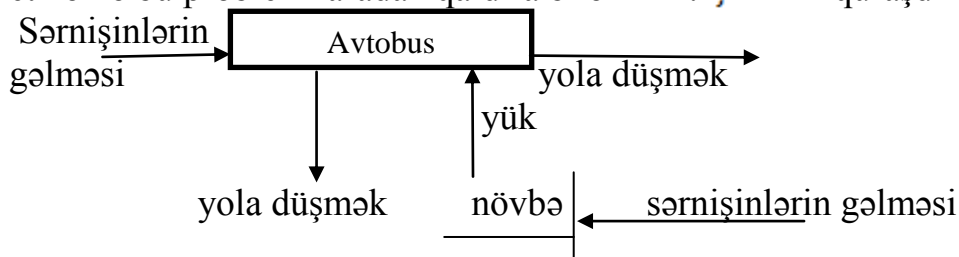 Sərnişinlərin
Avtobus
gəlməsi
yola düşmək
yük
yola düşmək növbə sərnişinlərin gəlməsi